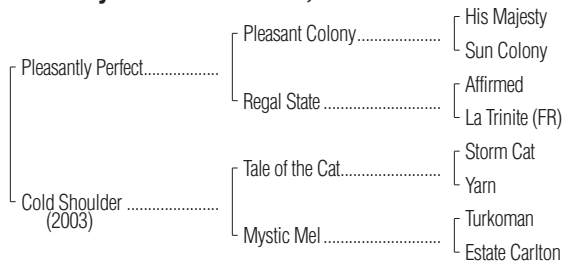 His Majesty
Pleasant Colony...................
Sun Colony
Pleasantly Perfect.................
Affirmed
Regal State ...........................
La Trinite (FR)
Storm Cat
Tale of the Cat.......................
Yarn
Cold Shoulder .....................
(2003)
Turkoman
Mystic Mel ...........................
Estate Carlton